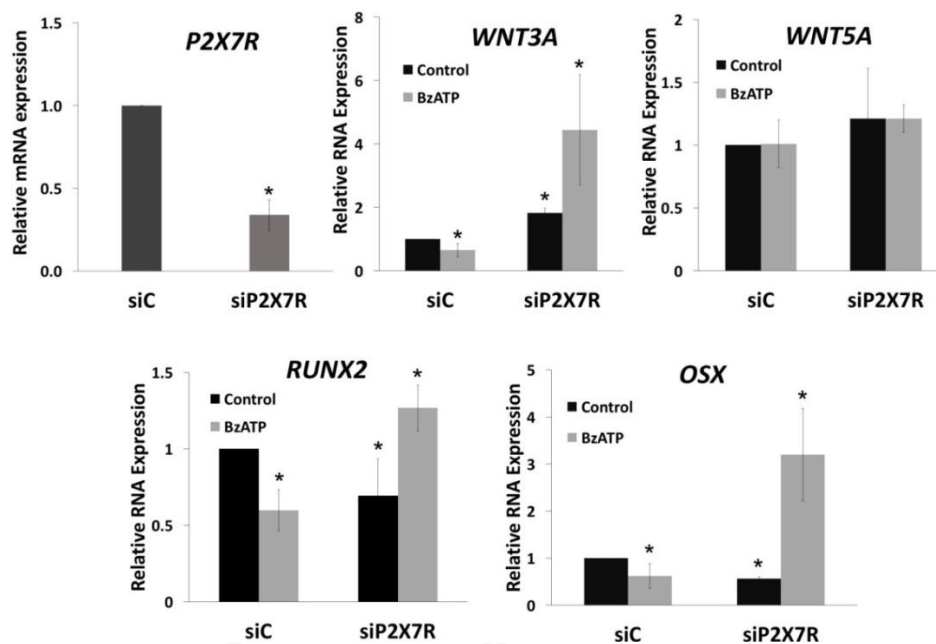 P2X7R
Relative mRNA expression
1.5
1.0
0.5
0.0
*
siC
siP2X7R
WNT3A
Relative RNA Expression
8
6
4
2
0
Control
BzATP
*
*
*
siC
siP2X7R
WNT5A
Relative RNA Expression
2
1.5
1
0.5
0
Control
BzATP
siC
siP2X7R
RUNX2
Relative RNA Expression
1.5
1
0.5
0
Control
BzATP
*
*
*
siC
siP2X7R
OSX
Relative RNA Expression
5
4
3
2
1
0
Control
BzATP
*
*
*
siC
siP2X7R